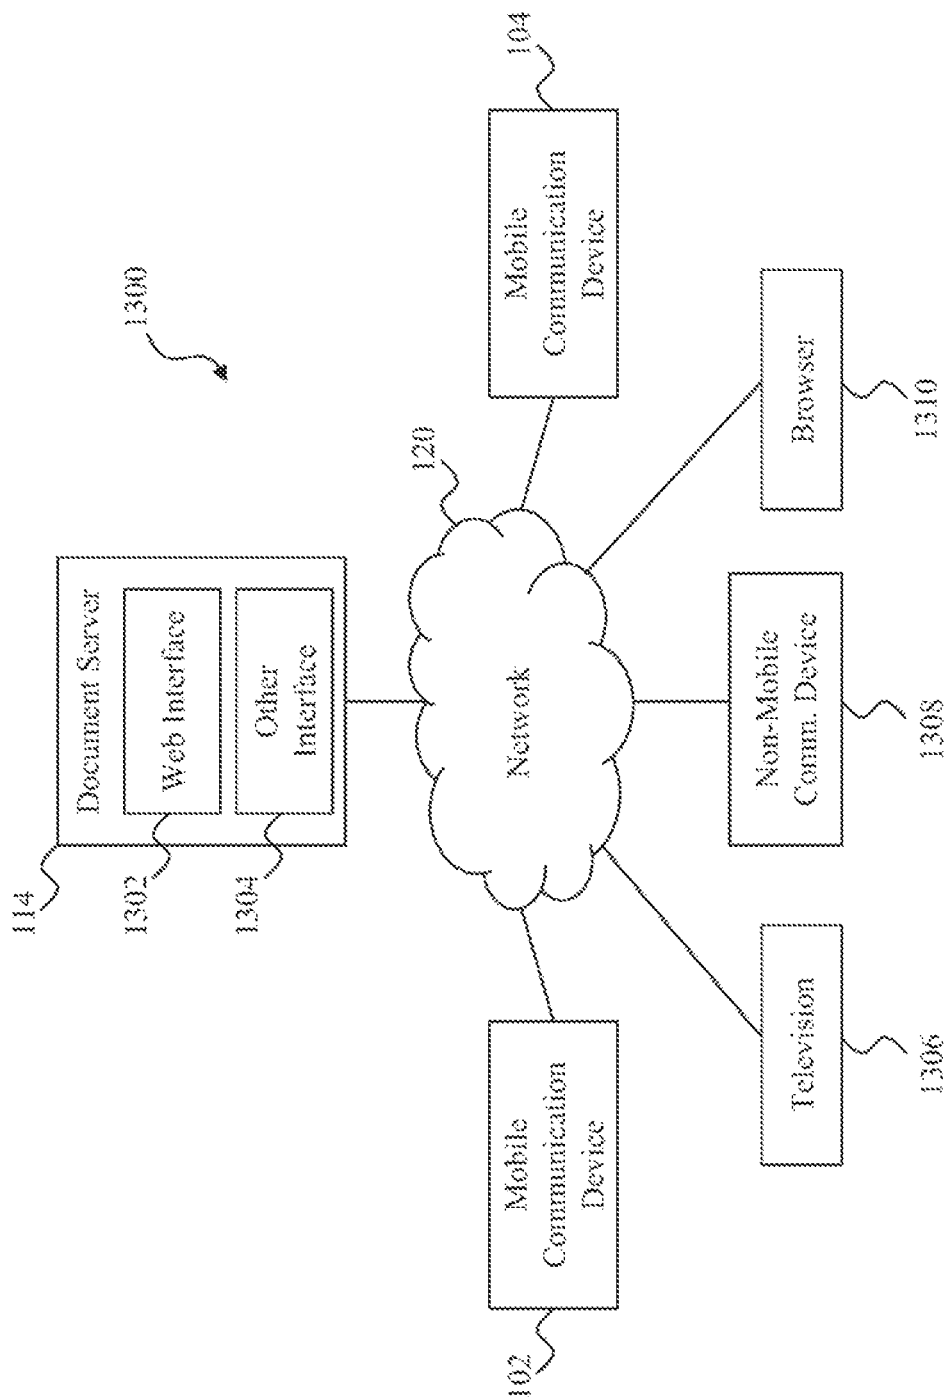 1300
114
Document Server
1302
Web Interface
1304
Other
Interface
120
Network
102
Mobile
Communication
Device
104
Mobile
Communication
Device
Television
1306
Non-Mobile
Comm. Device
1308
Browser
1310